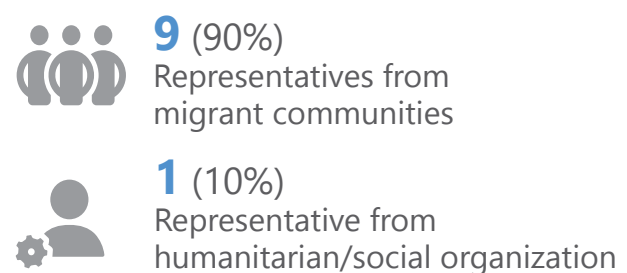 9 (90%)
Representatives from
migrant communities
1 (10%)
Representative from
humanitarian/social organization